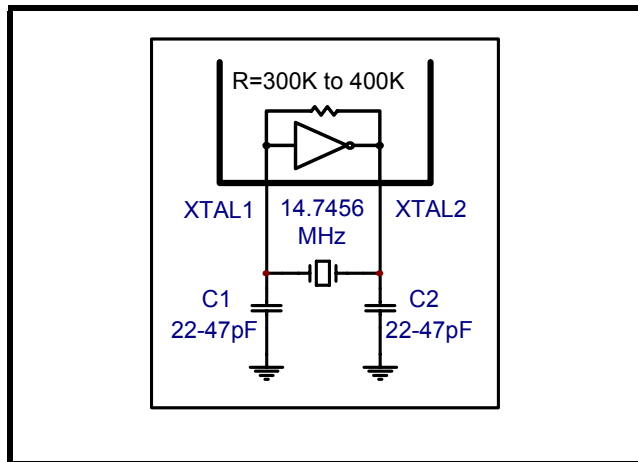 R=300K to 400K
XTAL1
14.7456
MHz
XTAL2
C1
22-47pF
C2
22-47pF